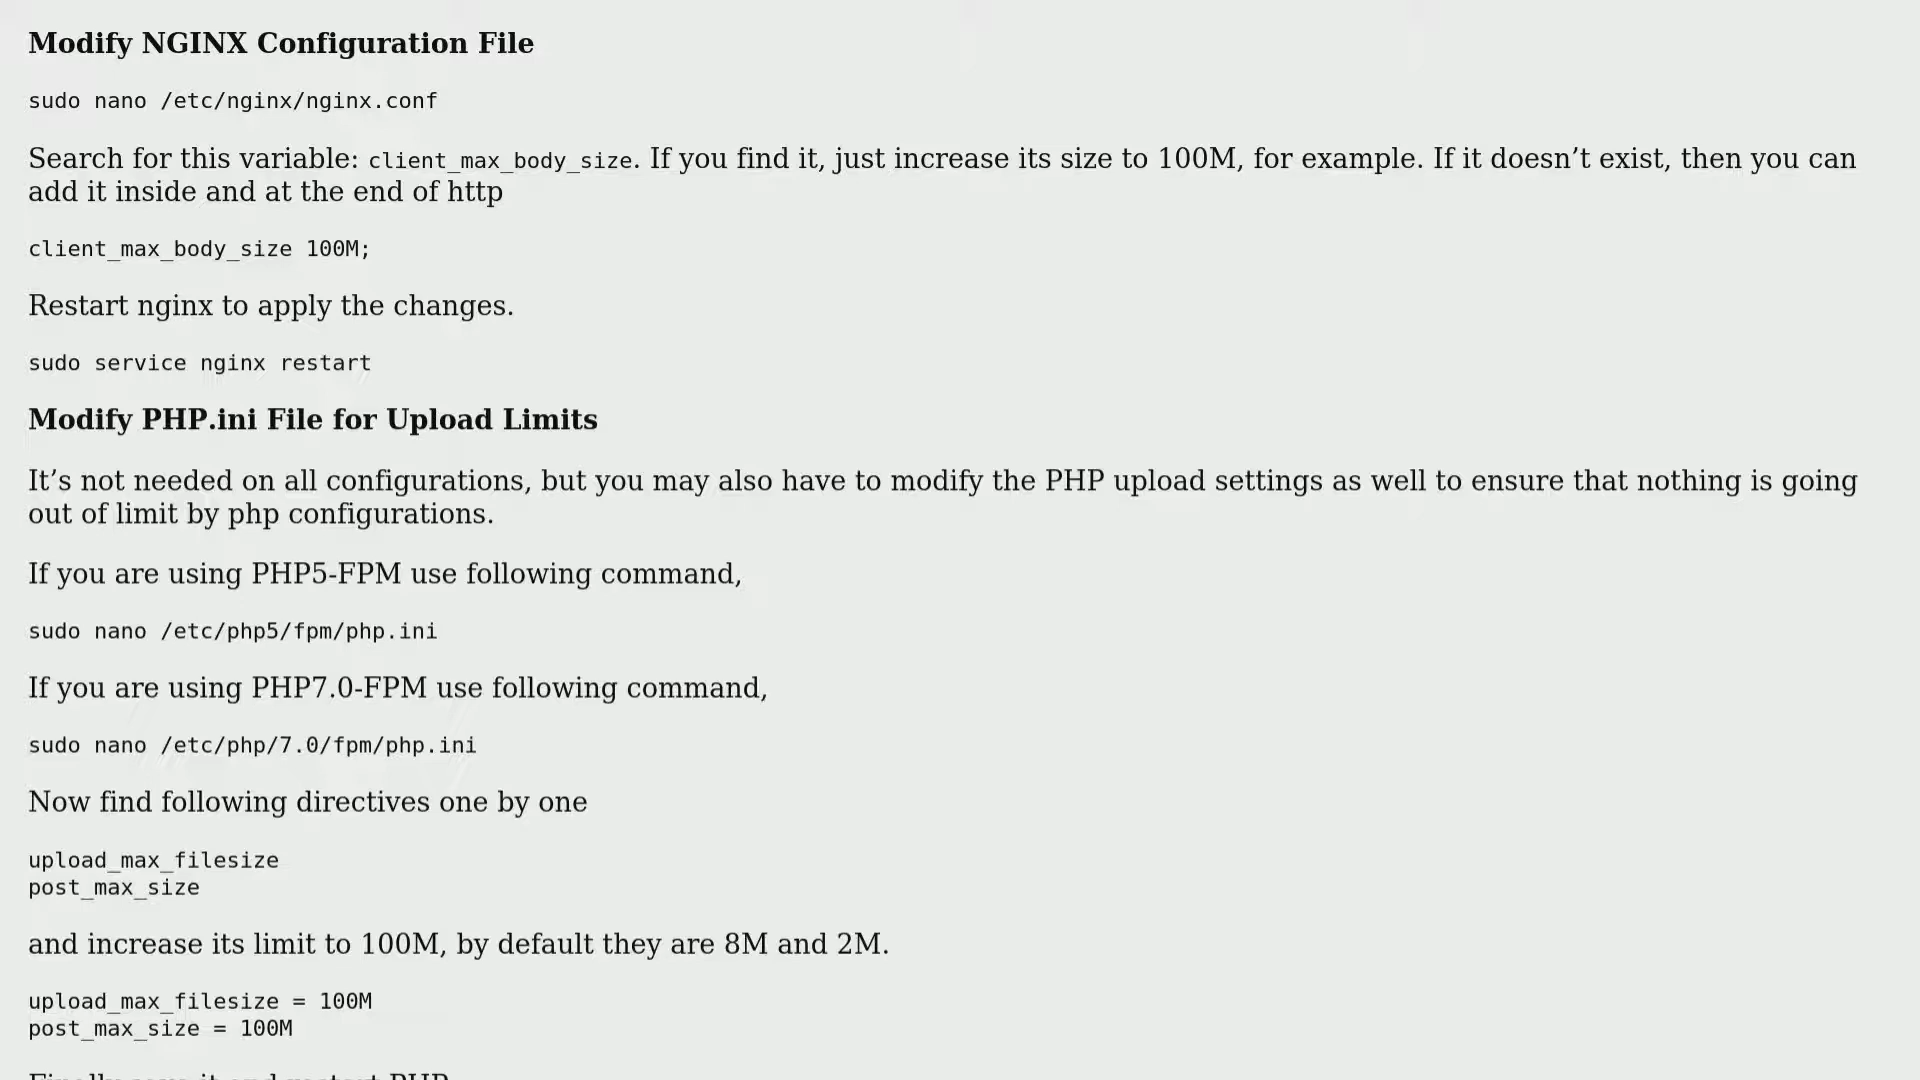 Modify NGINX Configuration File
sudo nano /etc/nginx/nginx.conf
Search for this variable: client_max_body_size. If you find it, just increase its size to 100M, for example. If it doesn’t exist, then you can
add it inside and at the end of http
client_max_body_size 100M;
Restart nginx to apply the changes.
sudo service nginx restart
Modify PHP.ini File for Upload Limits
It’s not needed on all configurations, but you may also have to modify the PHP upload settings as well to ensure that nothing is going
out of limit by php configurations.
If you are using PHP5-FPM use following command,
sudo nano /etc/php5/fpm/php.ini
If you are using PHP7.0-FPM use following command,
sudo nano /etc/php/7.0/fpm/php.ini
Now find following directives one by one
upload_max_filesize
post_max_size
and increase its limit to 100M, by default they are 8M and 2M.
upload_max_filesize = 100M
post_max_size = 100M
Finally save it and restart PHP